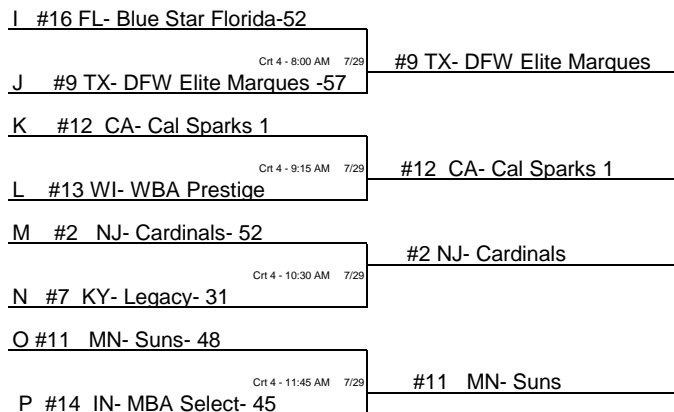 I #16 FL- Blue Star Florida-52
Crt 4 - 8:00 AM 7/29
#9 TX- DFW Elite Marques
J #9 TX- DFW Elite Marques -57
K #12 CA- Cal Sparks 1
Crt 4 - 9:15 AM 7/29
#12 CA- Cal Sparks 1
L #13 WI- WBA Prestige
M #2 NJ- Cardinals- 52
Crt 4 - 10:30 AM 7/29
#2 NJ- Cardinals
N #7 KY- Legacy- 31
O #11 MN- Suns- 48
Crt 4 - 11:45 AM 7/29
#11 MN- Suns
P #14 IN- MBA Select- 45